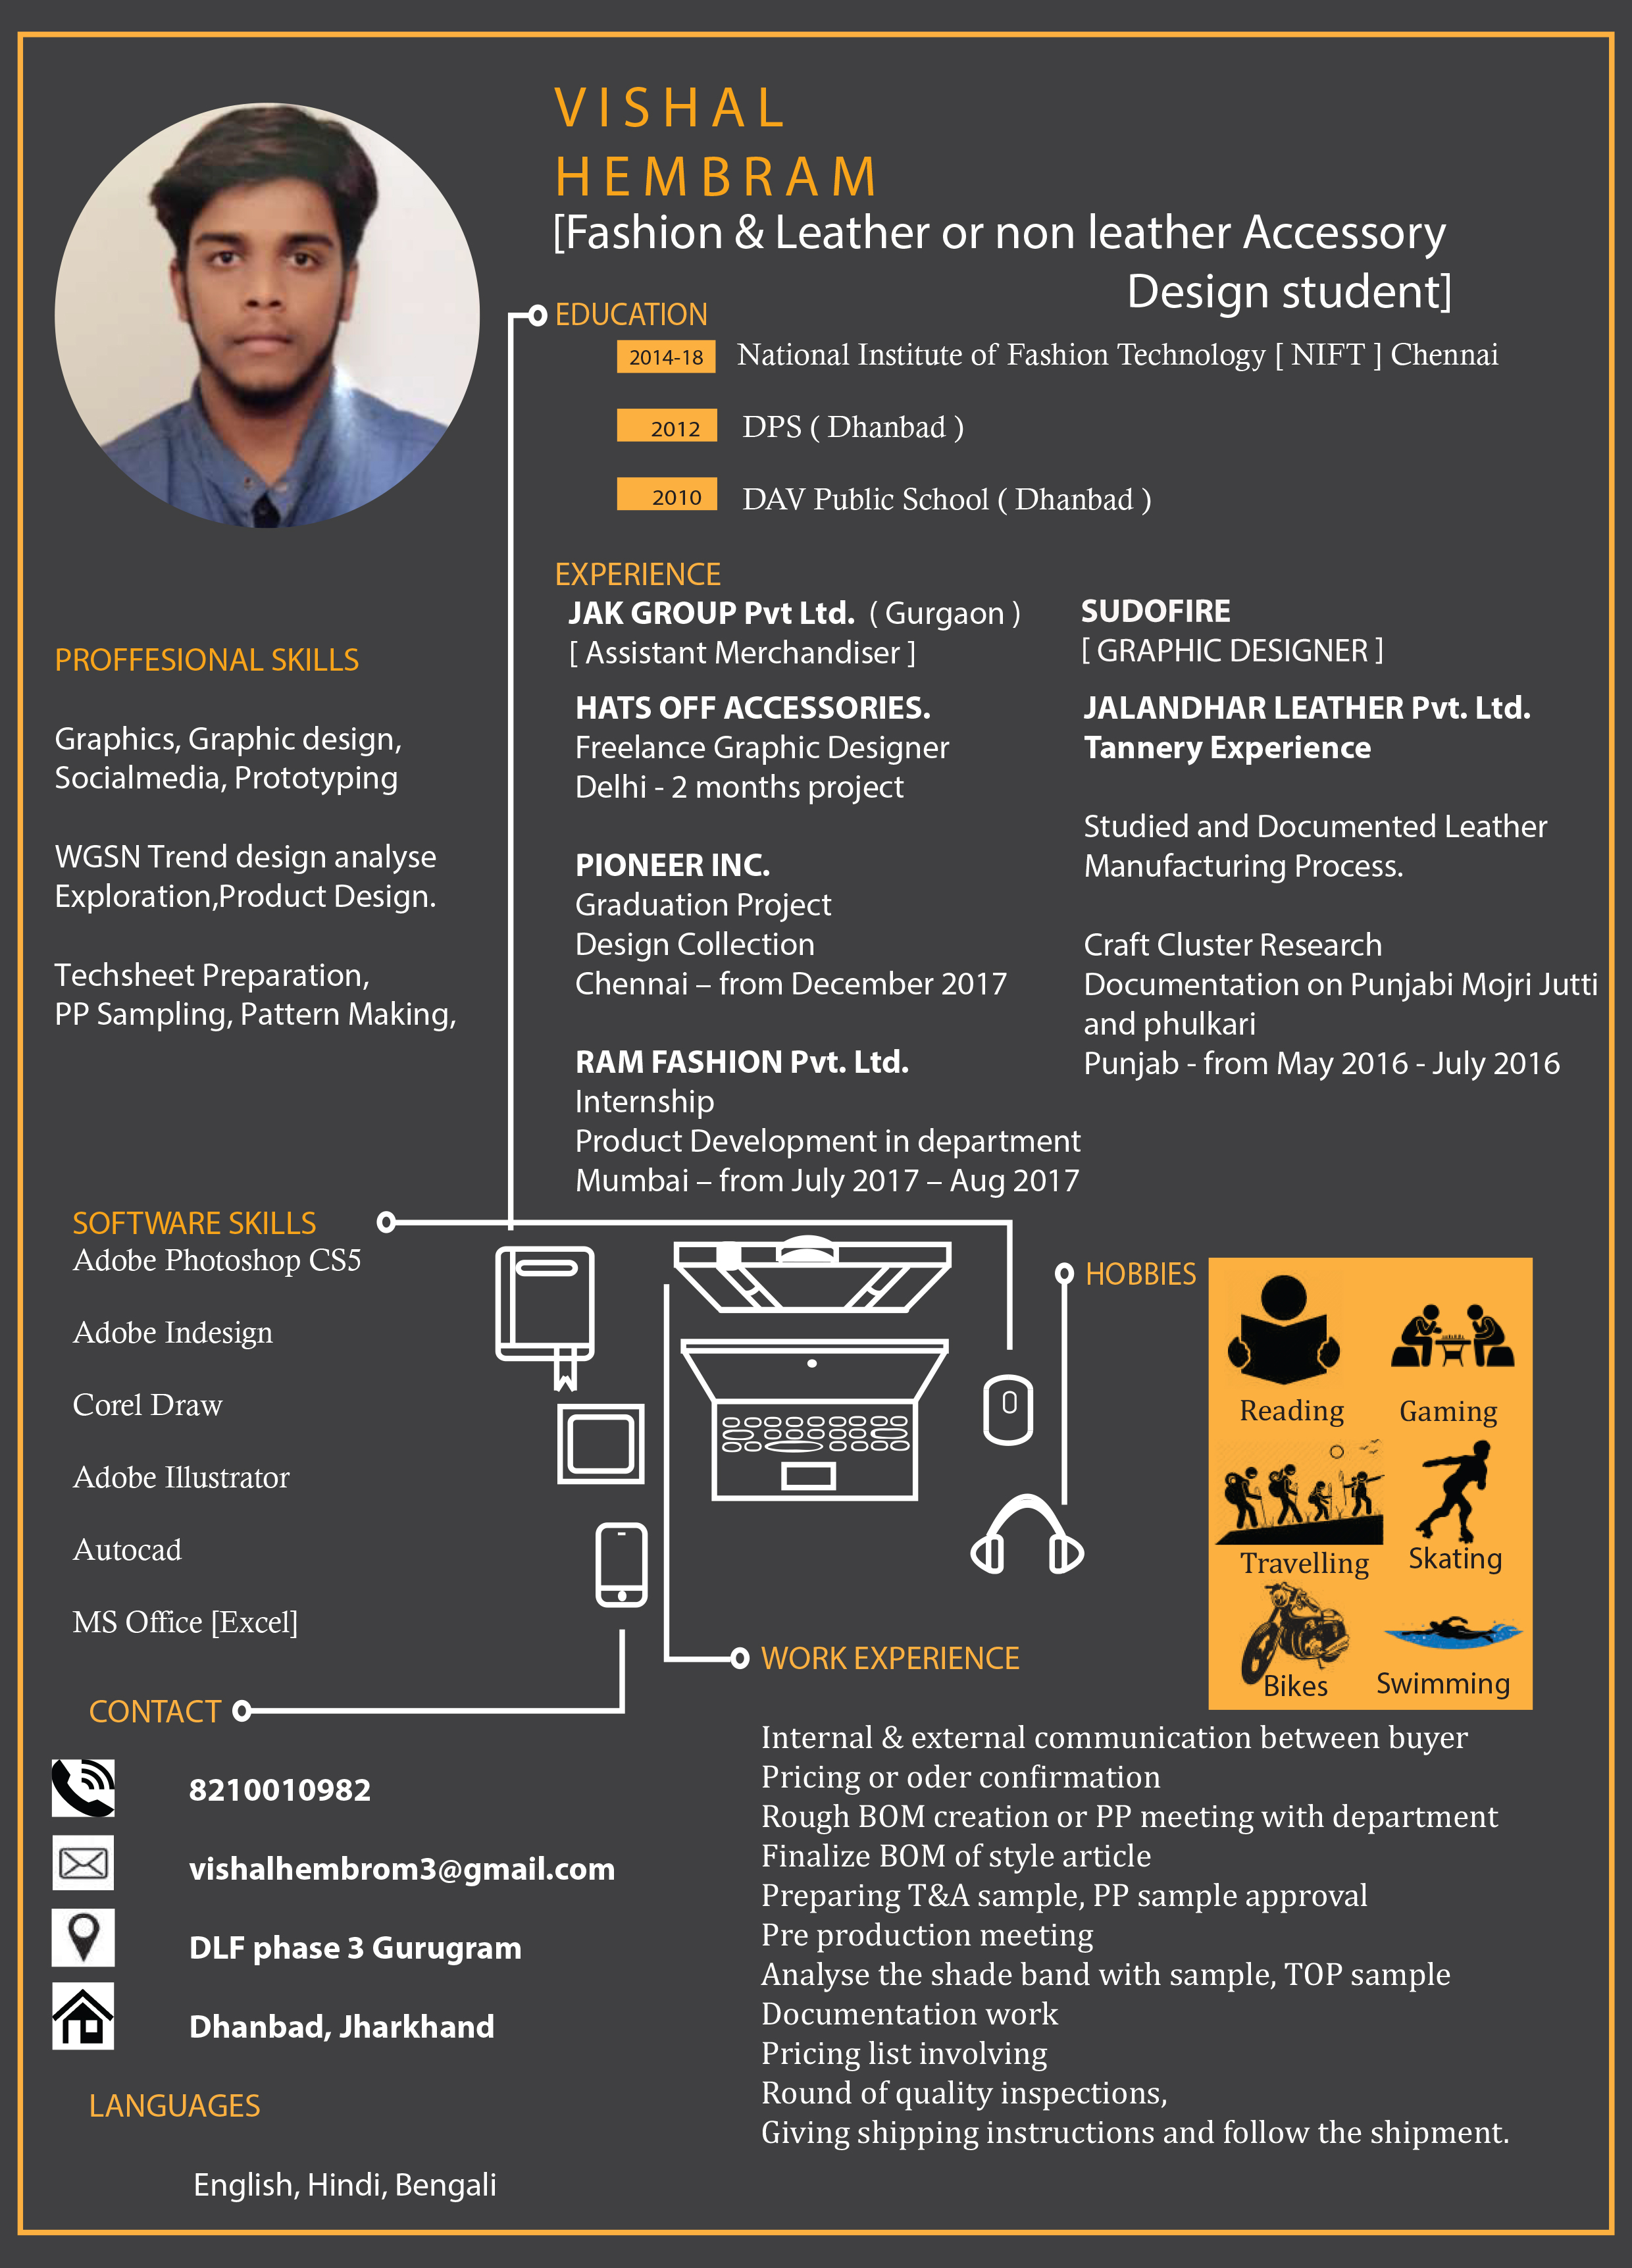 VISHAL
HEMBRAM
[Fashion & Leather or non leather Accessory
Design student]
EDUCATION
2014-18 National Institute of Fashion Technology [ NIFT ] Chennai
2012 DPS ( Dhanbad )
2010 DAV Public School ( Dhanbad )
EXPERIENCE
JAK GROUP Pvt Ltd. ( Gurgaon )
[ Assistant Merchandiser ]
HATS OFF ACCESSORIES.
Freelance Graphic Designer
Delhi - 2 months project
PIONEER INC.
Graduation Project
Design Collection
Chennai – from December 2017
RAM FASHION Pvt. Ltd.
Internship
Product Development in department
Mumbai – from July 2017 – Aug 2017
SUDOFIRE
[ GRAPHIC DESIGNER ]
JALANDHAR LEATHER Pvt. Ltd.
Tannery Experience
Studied and Documented Leather
Manufacturing Process.
Craft Cluster Research
Documentation on Punjabi Mojri Jutti
and phulkari
Punjab - from May 2016 - July 2016
PROFFESIONAL SKILLS
Graphics, Graphic design,
Socialmedia, Prototyping
WGSN Trend design analyse
Exploration,Product Design.
Techsheet Preparation,
PP Sampling, Pattern Making,
SOFTWARE SKILLS
Adobe Photoshop CS5
Adobe Indesign
Corel Draw
Adobe Illustrator
Autocad
MS Office [Excel]
HOBBIES
Reading
Gaming
Travelling
Skating
Bikes
Swimming
CONTACT
8210010982
vishalhembrom3@gmail.com
DLF phase 3 Gurugram
Dhanbad, Jharkhand
LANGUAGES
English, Hindi, Bengali
WORK EXPERIENCE
Internal & external communication between buyer
Pricing or oder confirmation
Rough BOM creation or PP meeting with department
Finalize BOM of style article
Preparing T&A sample, PP sample approval
Pre production meeting
Analyse the shade band with sample, TOP sample
Documentation work
Pricing list involving
Round of quality inspections,
Giving shipping instructions and follow the shipment.